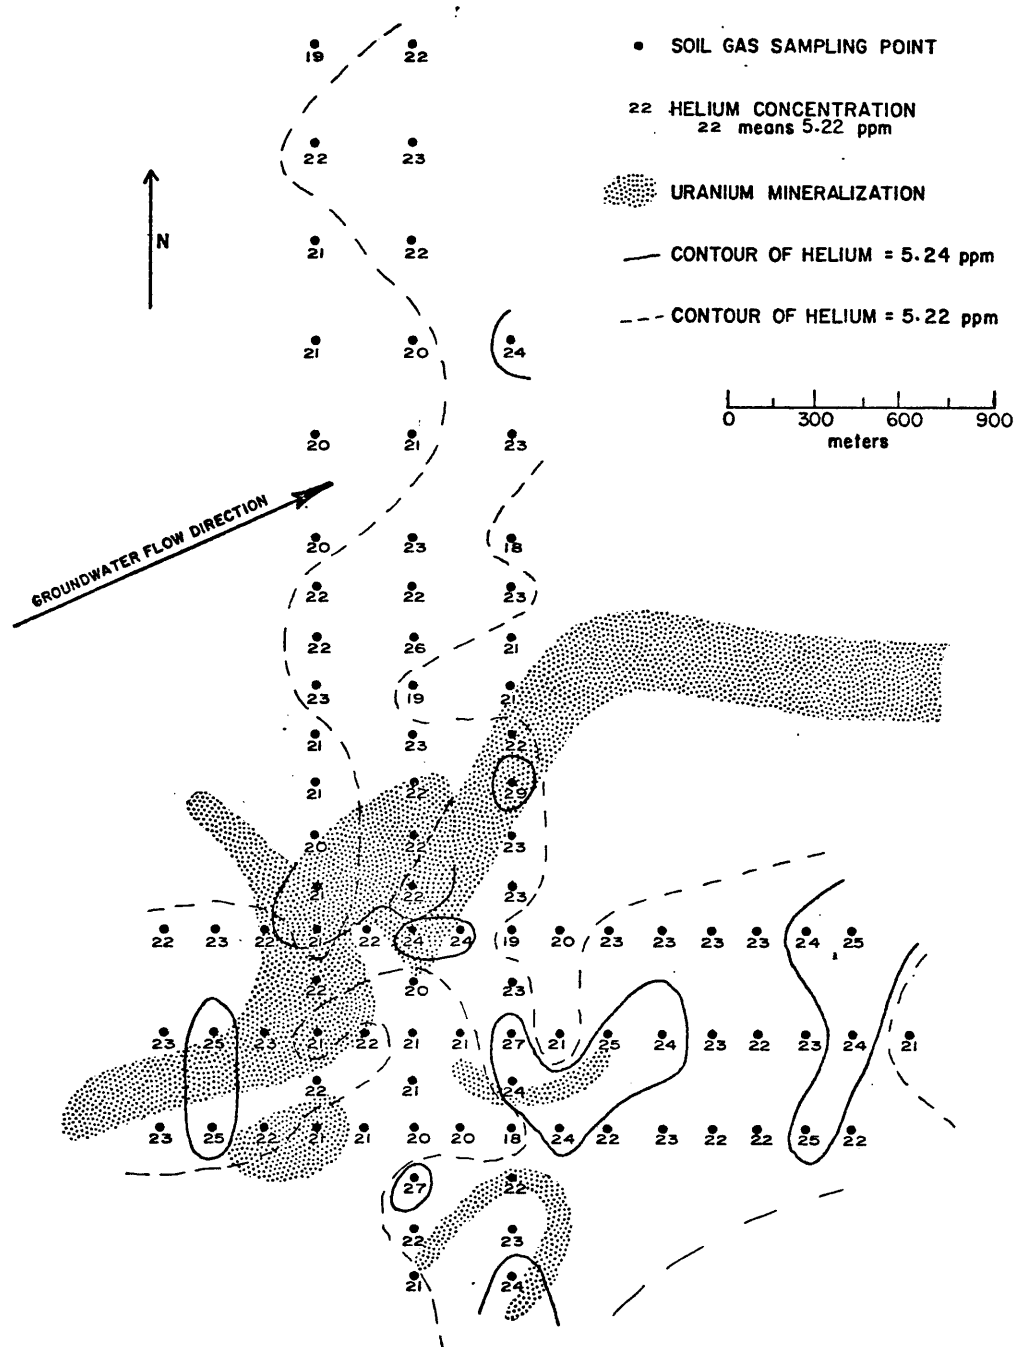 SOIL GAS SAMPLING POINT
22 HELIUM CONCENTRATION
22 means 5.22 ppm
URANIUM MINERALIZATION
CONTOUR OF HELIUM = 5.24 ppm
CONTOUR OF HELIUM = 5.22 ppm
0 300 600 900
meters
N
GROUNDWATER FLOW DIRECTION
19 22
22 23
21 22
21 20 24
20 21 23
20 23 18
22 22 23
22 26 21
23 19 21
21 23 22
21 22 29
20 22 23
21 22 23
22 23 22 21 22 24 24 19 20 23 23 23 23 24 25
22 20 23
23 25 23 21 22 21 21 27 21 25 24 23 22 23 24 21
22 21 24
23 25 22 21 21 20 20 18 24 22 23 22 22 25 22
27 22
22 23
21 24